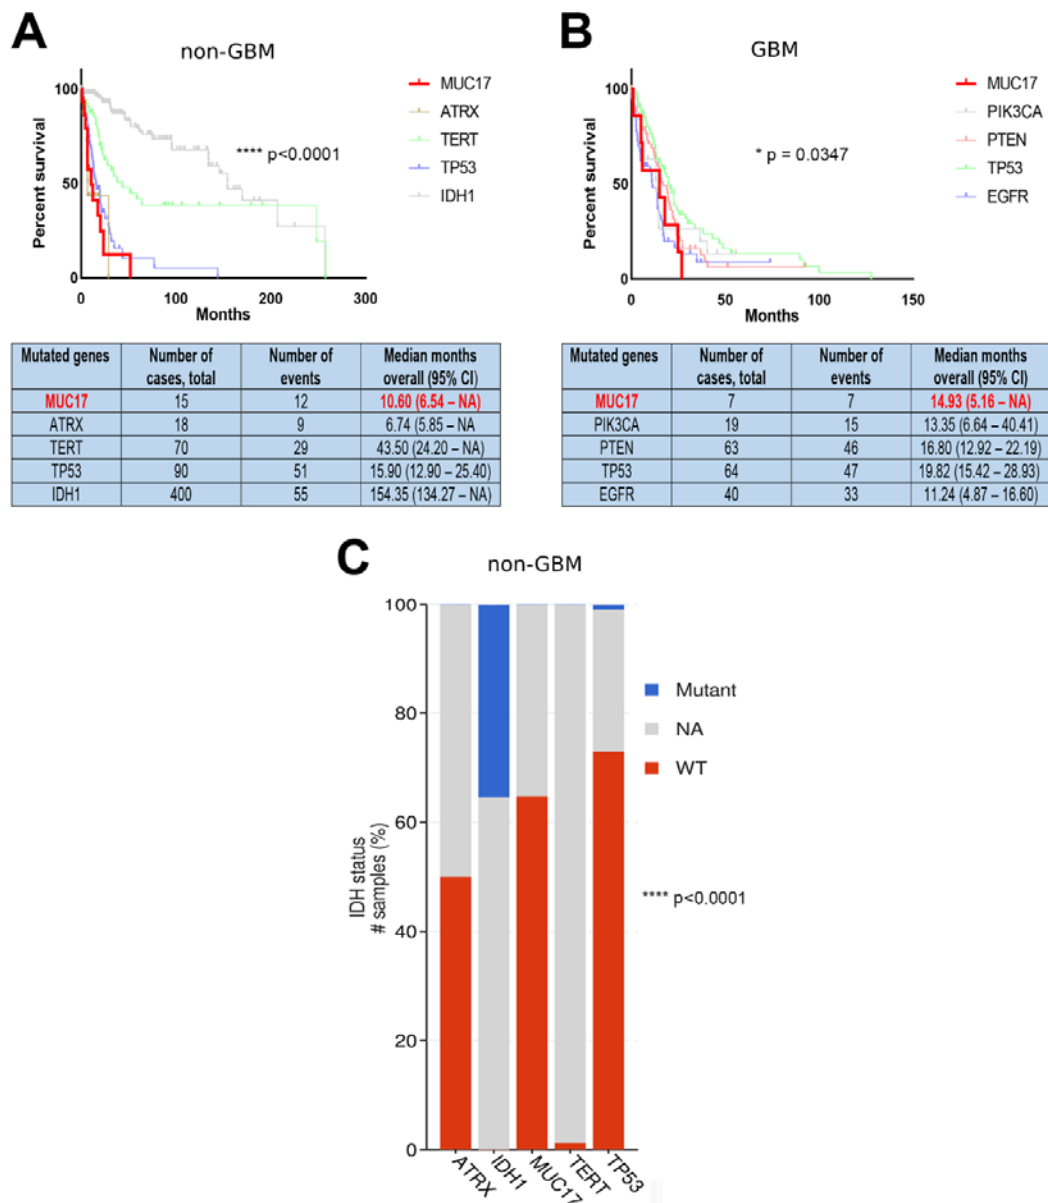 A
non-GBM
Percent survival
100
50
0
0 100 200 300
Months
**** p<0.0001
MUC17
ATRX
TERT
TP53
IDH1
Mutated genes Number of cases, total Number of events Median months overall (95% CI)
MUC17 15 12 10.60 (6.54 – NA)
ATRX 18 9 6.74 (5.85 – NA
TERT 70 29 43.50 (24.20 – NA)
TP53 90 51 15.90 (12.90 – 25.40)
IDH1 400 55 154.35 (134.27 – NA)
B
GBM
Percent survival
100
50
0
0 50 100 150
Months
* p = 0.0347
MUC17
PIK3CA
PTEN
TP53
EGFR
Mutated genes Number of cases, total Number of events Median months overall (95% CI)
MUC17 7 7 14.93 (5.16 – NA)
PIK3CA 19 15 13.35 (6.64 – 40.41)
PTEN 63 46 16.80 (12.92 – 22.19)
TP53 64 47 19.82 (15.42 – 28.93)
EGFR 40 33 11.24 (4.87 – 16.60)
C
non-GBM
IDH status
# samples (%)
100
80
60
40
20
0
ATRX IDH1 MUC17 TERT TP53
Mutant
NA
WT
**** p<0.0001